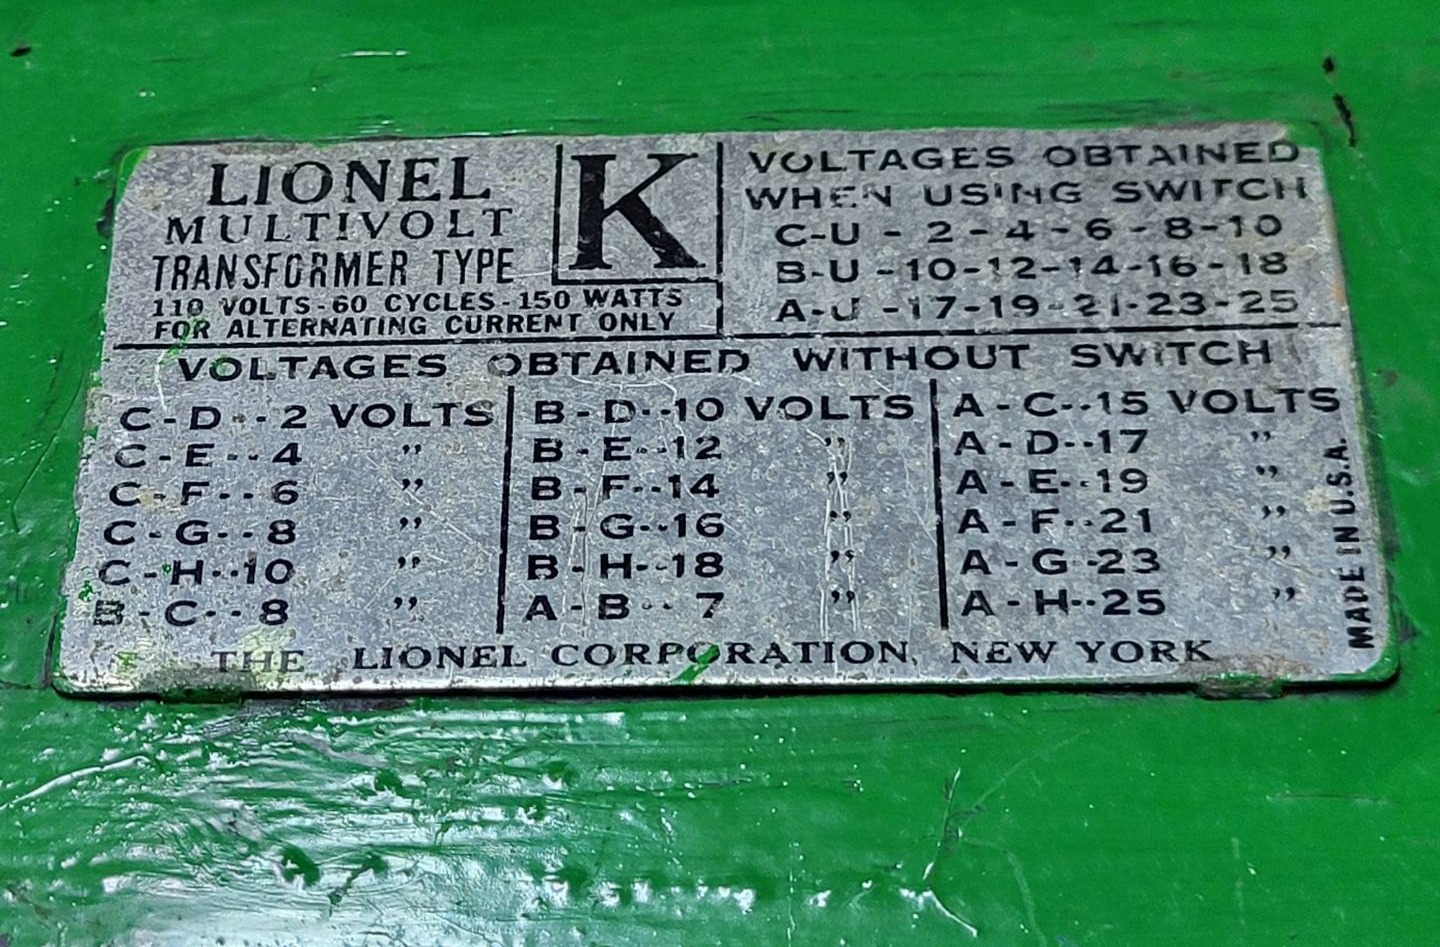 LIONEL
MULTIVOLT
TRANSFORMER TYPE
K
110 VOLTS-60 CYCLES-150 WATTS
FOR ALTERNATING CURRENT ONLY
VOLTAGES OBTAINED
WHEN USING SWITCH
C-U - 2 - 4 - 6 - 8-10
B-U -10-12-14-16-18
A-U -17-19-21-23-25
VOLTAGES OBTAINED WITHOUT SWITCH
C-D--2 VOLTS
C-E--4 ”
C-F--6 ”
C-G--8 ”
C-H--10 ”
B-C--8 ”
B-D--10 VOLTS
B-E--12 ”
B-F--14 ”
B-G--16 ”
B-H--18 ”
A-B--7 ”
A-C--15 VOLTS
A-D--17 ”
A-E--19 ”
A-F--21 ”
A-G-23 ”
A-H--25 ”
MADE IN U.S.A.
THE LIONEL CORPORATION, NEW YORK